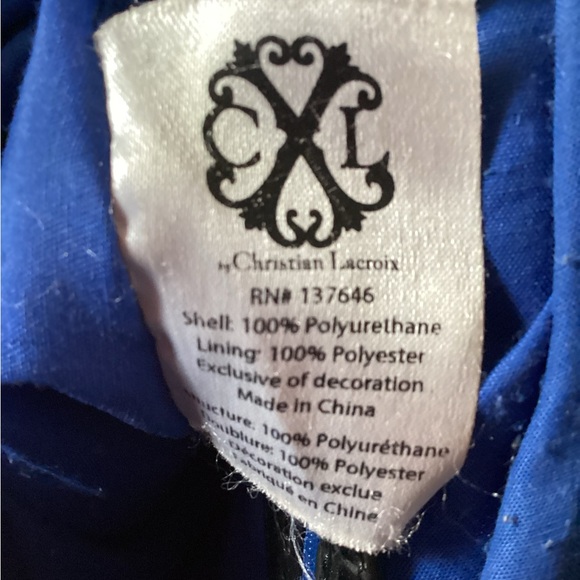 CXL
by Christian Lacroix
RN# 137646
Shell: 100% Polyurethane
Lining: 100% Polyester
Exclusive of decoration
Made in China
100% Polyuréthane
100% Polyester
Décoration exclue
en Chine